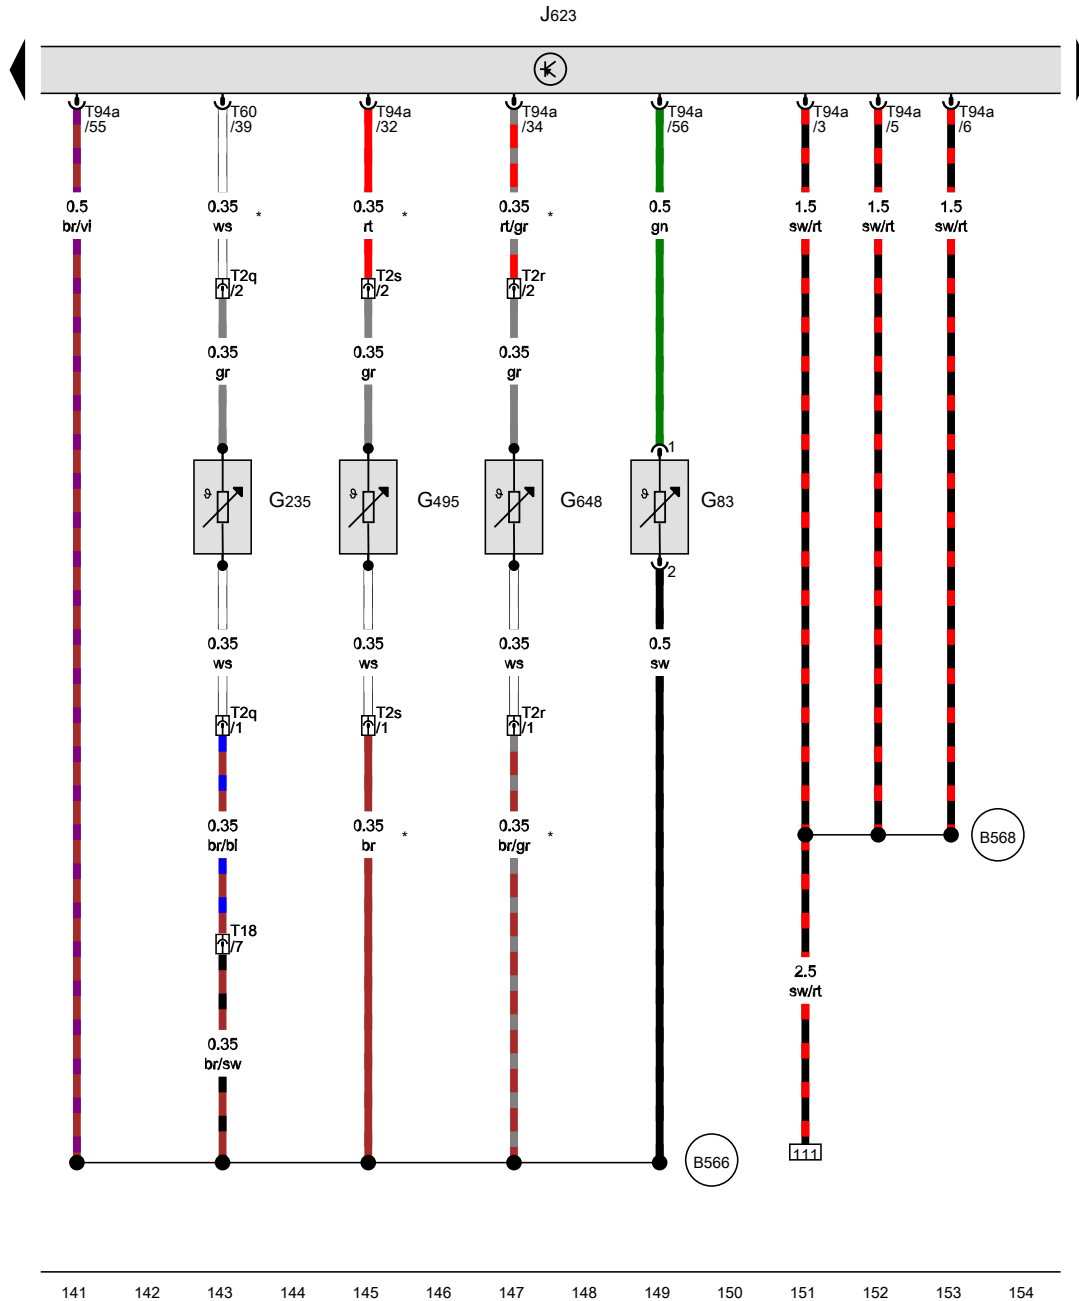 J623
T94a
/55
T60
/39
T94a
/32
T94a
/34
T94a
/56
T94a
/3
T94a
/5
T94a
/6
0.5
br/vi
0.35
ws
*
0.35
rt
*
0.35
rt/gr
*
0.5
gn
1.5
sw/rt
1.5
sw/rt
1.5
sw/rt
T2q
/2
T2s
/2
T2r
/2
0.35
gr
0.35
gr
0.35
gr
1
ϑ
G235
ϑ
G495
ϑ
G648
ϑ
G83
2
0.35
ws
0.35
ws
0.35
ws
0.5
sw
T2q
/1
T2s
/1
T2r
/1
0.35
br/bl
0.35
br
*
0.35
br/gr
*
B568
T18
/7
2.5
sw/rt
0.35
br/sw
111
B566
141 142 143 144 145 146 147 148 149 150 151 152 153 154